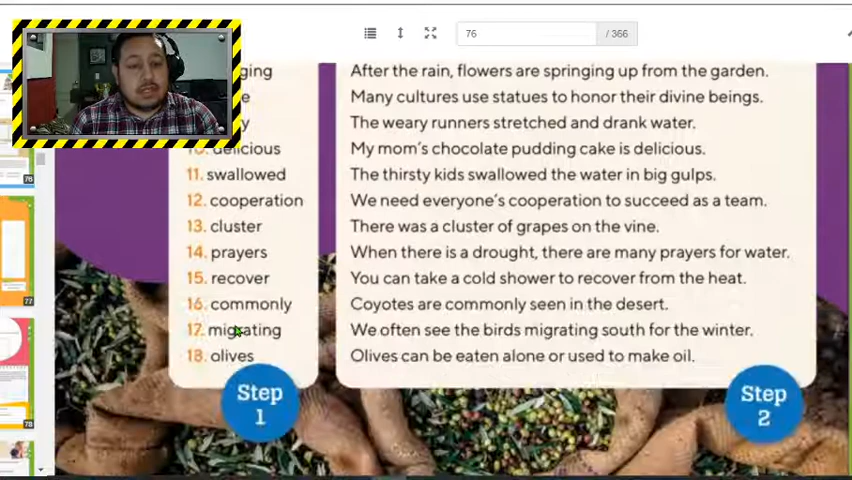 76 / 366
After the rain, flowers are springing up from the garden.
Many cultures use statues to honor their divine beings.
The weary runners stretched and drank water.
10. delicious My mom's chocolate pudding cake is delicious.
11. swallowed The thirsty kids swallowed the water in big gulps.
12. cooperation We need everyone's cooperation to succeed as a team.
13. cluster There was a cluster of grapes on the vine.
14. prayers When there is a drought, there are many prayers for water.
15. recover You can take a cold shower to recover from the heat.
16. commonly Coyotes are commonly seen in the desert.
17. migrating We often see the birds migrating south for the winter.
18. olives Olives can be eaten alone or used to make oil.
Step
1
Step
2
76
77
78